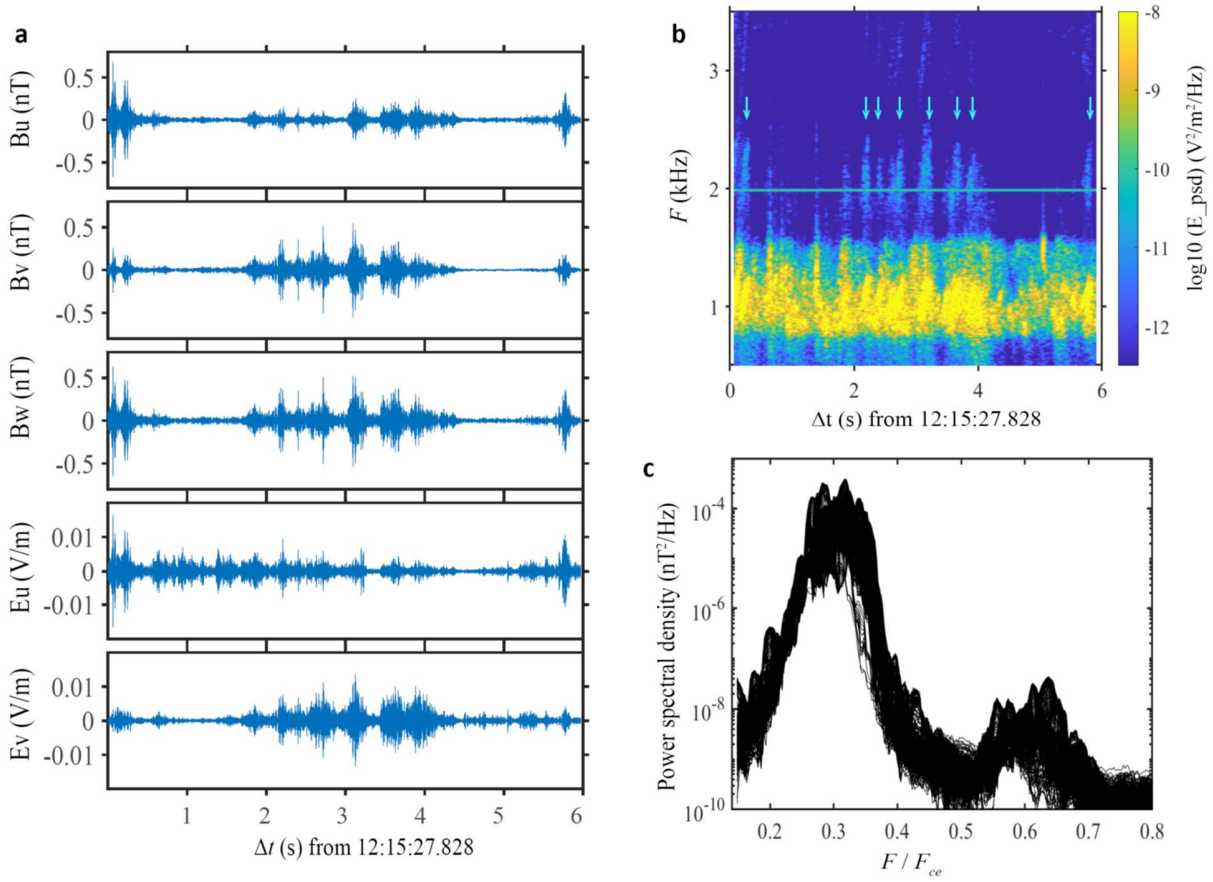 a
Bu (nT)
0.5
0
-0.5
Bv (nT)
0.5
0
-0.5
Bw (nT)
0.5
0
-0.5
Eu (V/m)
0.01
0
-0.01
Ev (V/m)
0.01
0
-0.01
1 2 3 4 5 6
Δt (s) from 12:15:27.828
b
F (kHz)
3
2
1
0 2 4 6
Δt (s) from 12:15:27.828
-8
-9
-10
-11
-12
log10 (E_psd) (V²/m²/Hz)
c
Power spectral density (nT²/Hz)
10⁻⁴
10⁻⁶
10⁻⁸
10⁻¹⁰
0.2 0.3 0.4 0.5 0.6 0.7 0.8
F / Fce